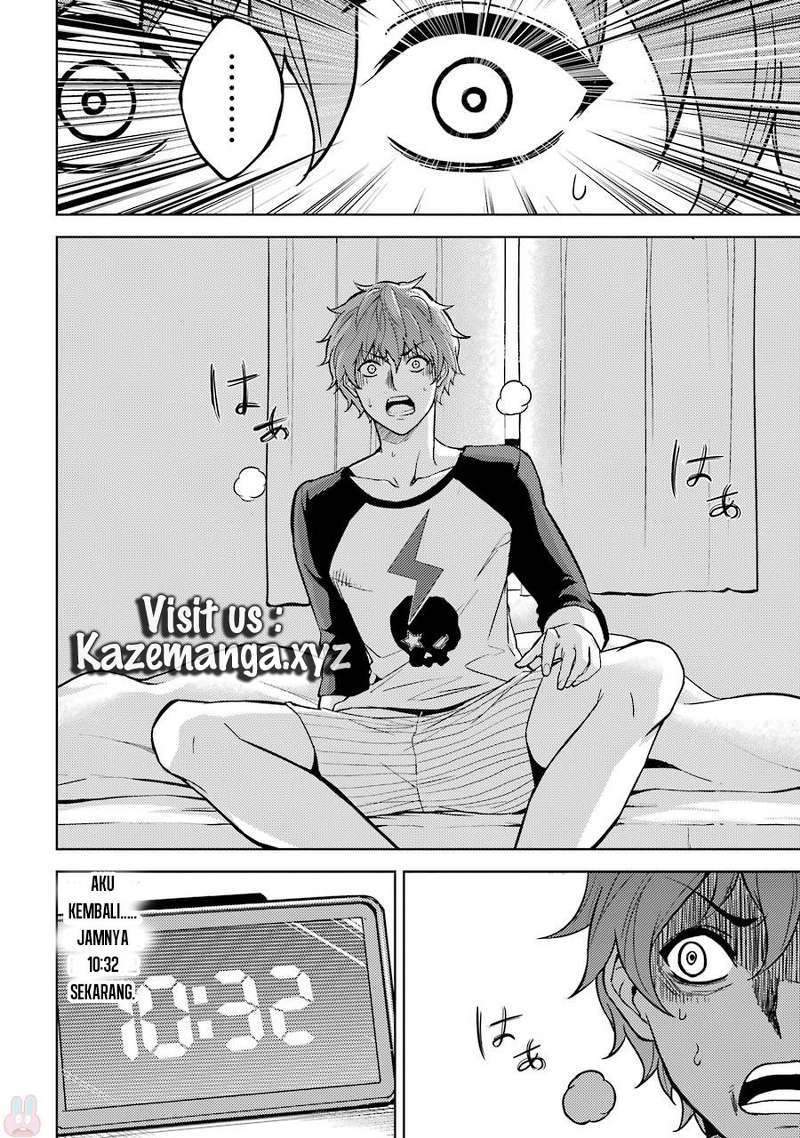 ………
はぁ
はぁ
Visit us :
Kazemanga.xyz
AKU
KEMBALI.....
JAMNYA
10:32
SEKARANG.
10:32
はぁ